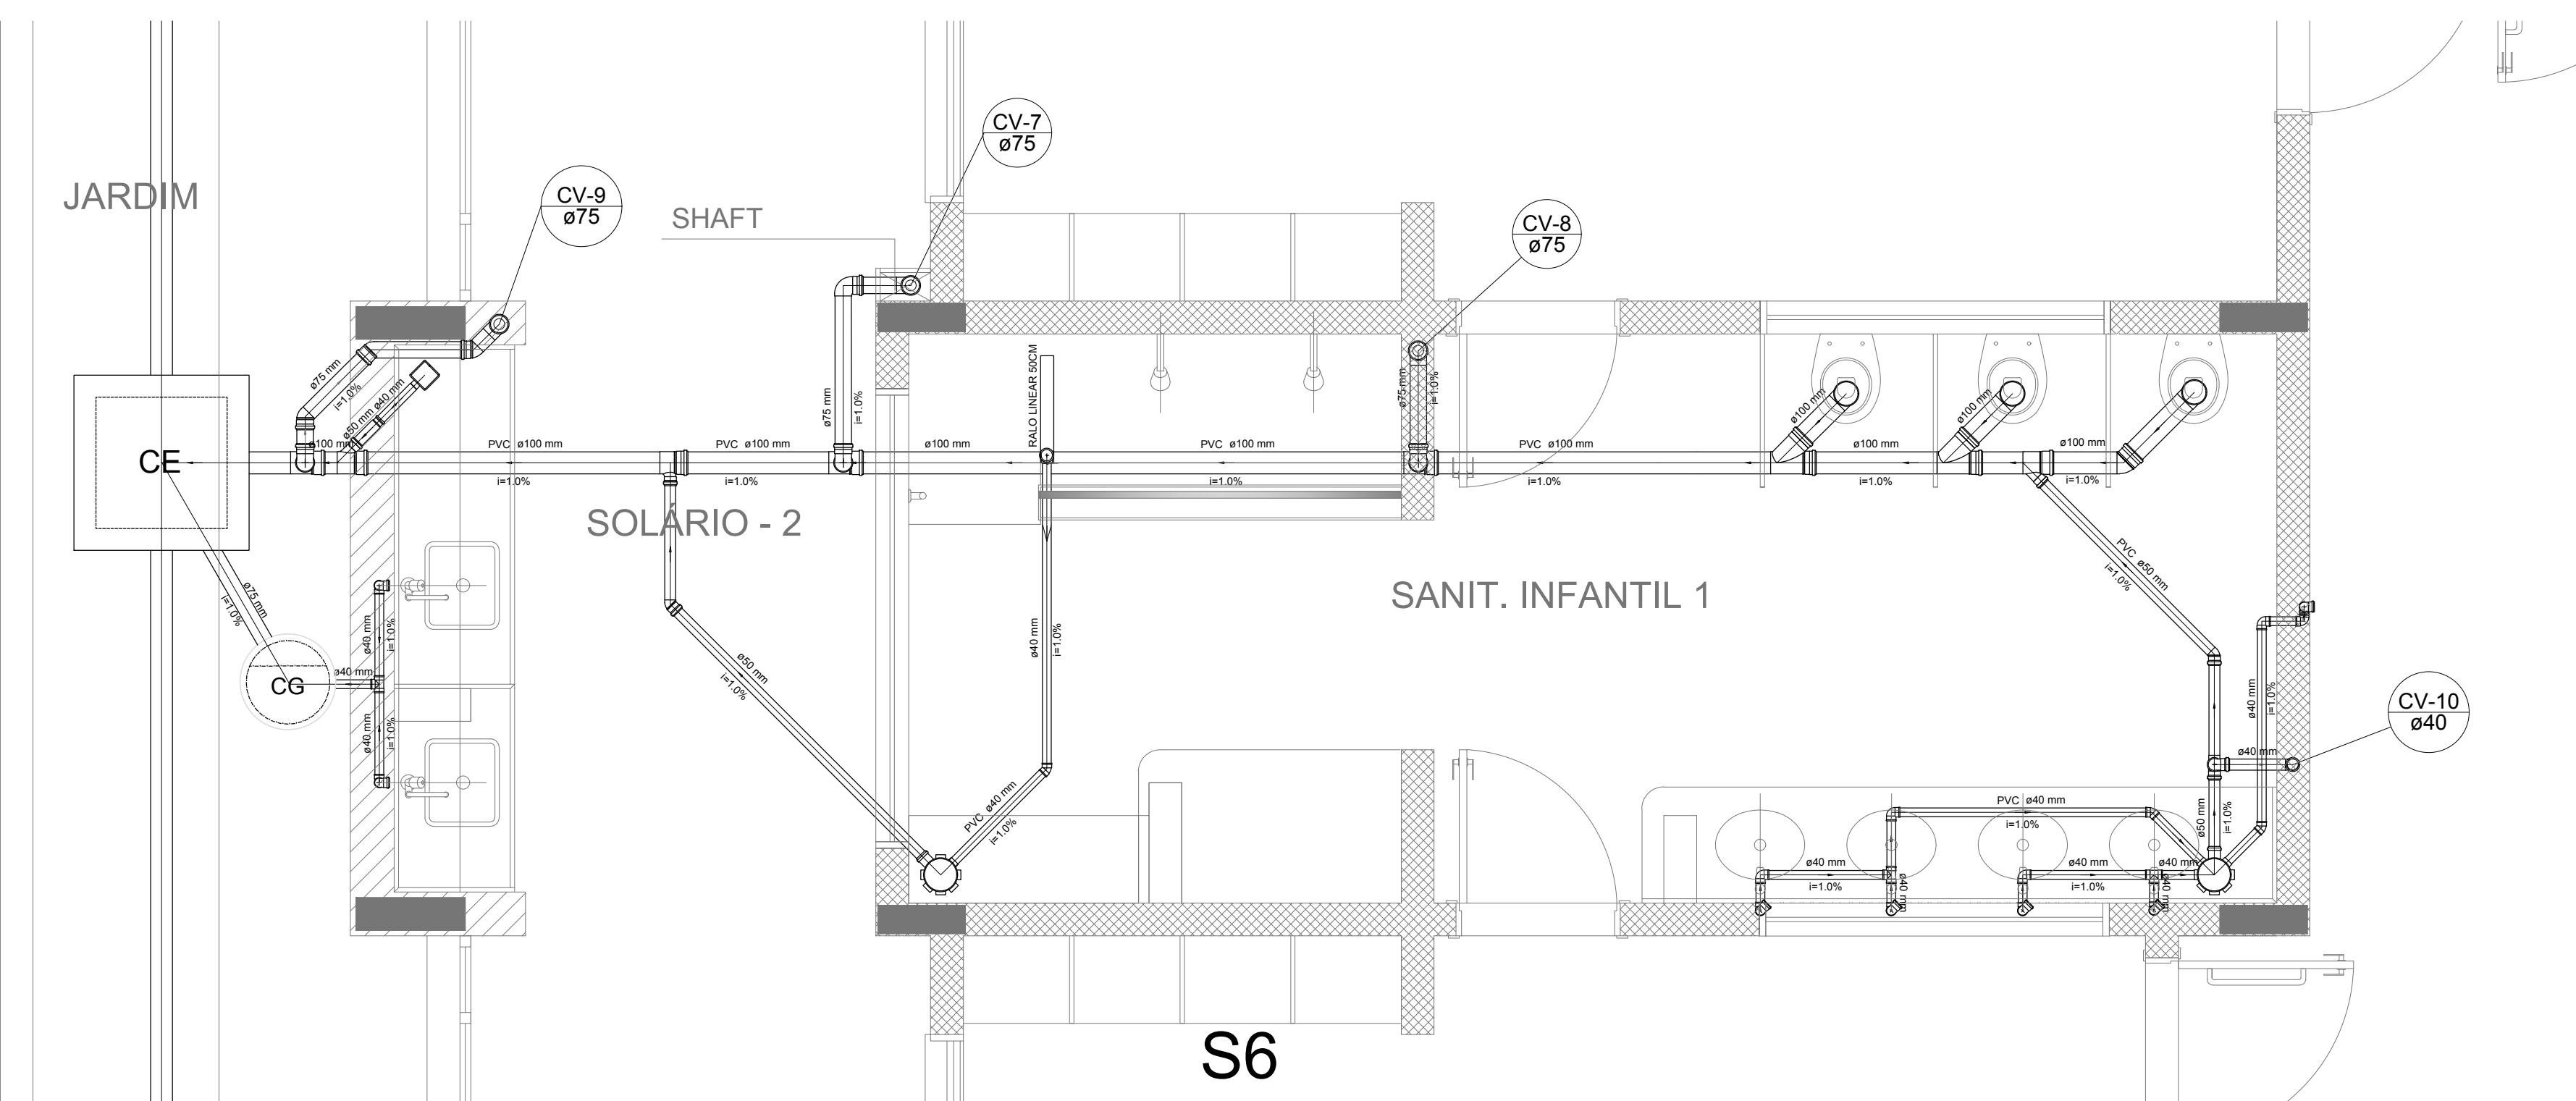 CV-7
ø75
CV-9
ø75
JARDIM
SHAFT
CV-8
ø75
RALO LINEAR 50CM
ø75 mm
i=1.0%
ø40 mm
ø50 mm
ø75 mm
i=1.0%
ø75 mm
i=1.0%
ø100 mm
ø100 mm
CE
ø100 mm
PVC ø100 mm
i=1.0%
PVC ø100 mm
i=1.0%
ø100 mm
PVC ø100 mm
i=1.0%
PVC ø100 mm
i=1.0%
ø100 mm
i=1.0%
ø100 mm
i=1.0%
SOLÁRIO - 2
SANIT. INFANTIL 1
PVC ø50 mm
i=1.0%
ø75 mm
i=1.0%
ø40 mm
i=1.0%
ø40 mm
CG
ø40 mm
i=1.0%
ø50 mm
i=1.0%
ø40 mm
i=1.0%
PVC ø40 mm
i=1.0%
ø40 mm
i=1.0%
CV-10
ø40
ø40 mm
PVC ø40 mm
i=1.0%
ø50 mm
i=1.0%
ø40 mm
i=1.0%
ø40 mm
i=1.0%
ø40 mm
ø40 mm
ø40 mm
S6